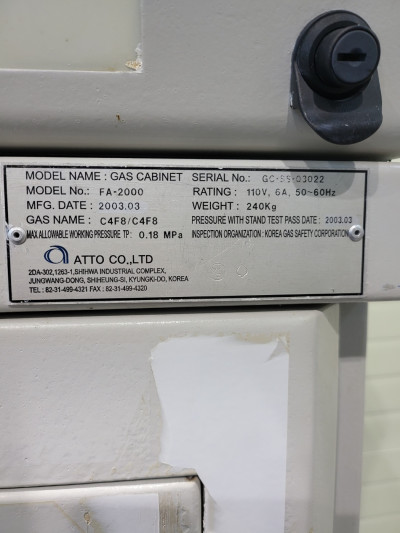 MODEL NAME : GAS CABINET SERIAL No.: GC-SS-03022
MODEL No.: FA-2000 RATING : 110V, 6A, 50~60Hz
MFG. DATE : 2003.03 WEIGHT : 240Kg
GAS NAME : C4F8/C4F8 PRESSURE WITH STAND TEST PASS DATE : 2003.03
MAX ALLOWABLE WORKING PRESSURE TP: 0.18 MPa INSPECTION ORGANIZATION : KOREA GAS SAFETY CORPORATION
ATTO CO.,LTD
2DA-302,1263-1,SHIHWA INDUSTRIAL COMPLEX,
JUNGWANG-DONG, SHIHEUNG-SI, KYUNGKI-DO, KOREA
TEL : 82-31-499-4321 FAX : 82-31-499-4320